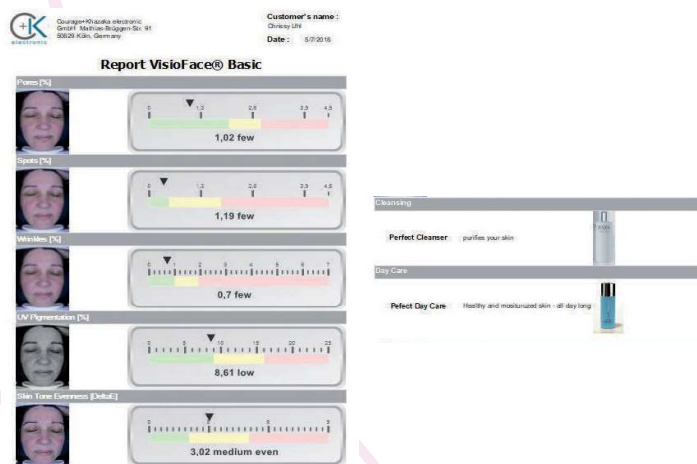 C+K
electronic
Courage+Khazaka electronic
GmbH Mathias-Brüggen-Str. 91
50829 Köln, Germany
Customer's name :
Chrissy Uhl
Date : 5/7/2016
Report VisioFace® Basic
Pores [%]
0 1,3 2,6 3,9 4,5
1,02 few
Spots [%]
0 1,3 2,6 3,9 4,5
1,19 few
Wrinkles [%]
0 1 2 3 4 5 6 7
0,7 few
UV Pigmentation [%]
0 5 10 15 20 25
8,61 low
Skin Tone Evenness [DeltaE]
0 3 6 9
3,02 medium even
Cleansing
Perfect Cleanser purifies your skin
Day Care
Pefect Day Care Healthy and moisturuzed skin - all day long